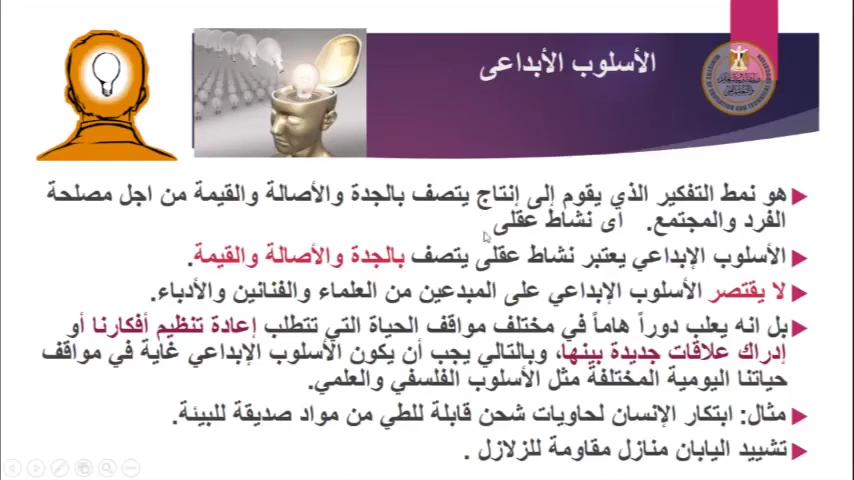 الأسلوب الأبداعى
هو نمط التفكير الذي يقوم إلى إنتاج يتصف بالجدة والأصالة والقيمة من اجل مصلحة
الفرد والمجتمع. اى نشاط عقلى
الأسلوب الإبداعي يعتبر نشاط عقلى يتصف بالجدة والأصالة والقيمة.
لا يقتصر الأسلوب الإبداعي على المبدعين من العلماء والفنانين والأدباء.
بل انه يعلب دوراً هاماً في مختلف مواقف الحياة التي تتطلب إعادة تنظيم أفكارنا أو
إدراك علاقات جديدة بينها، وبالتالي يجب أن يكون الأسلوب الإبداعي غاية في مواقف
حياتنا اليومية المختلفة مثل الأسلوب الفلسفي والعلمي.
مثال: ابتكار الإنسان لحاويات شحن قابلة للطي من مواد صديقة للبيئة.
تشييد اليابان منازل مقاومة للزلازل .